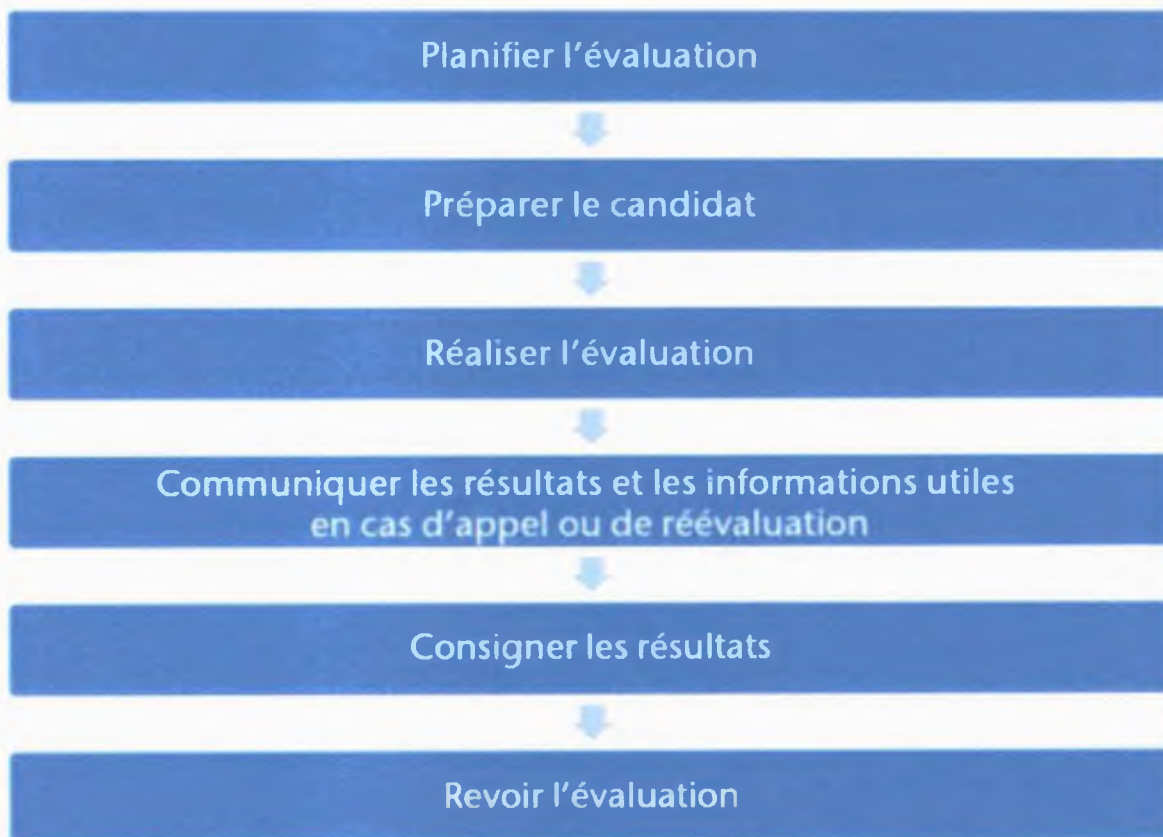 Planifier l'évaluation
Préparer le candidat
Réaliser l'évaluation
Communiquer les résultats et les informations utiles
en cas d'appel ou de réévaluation
Consigner les résultats
Revoir l'évaluation